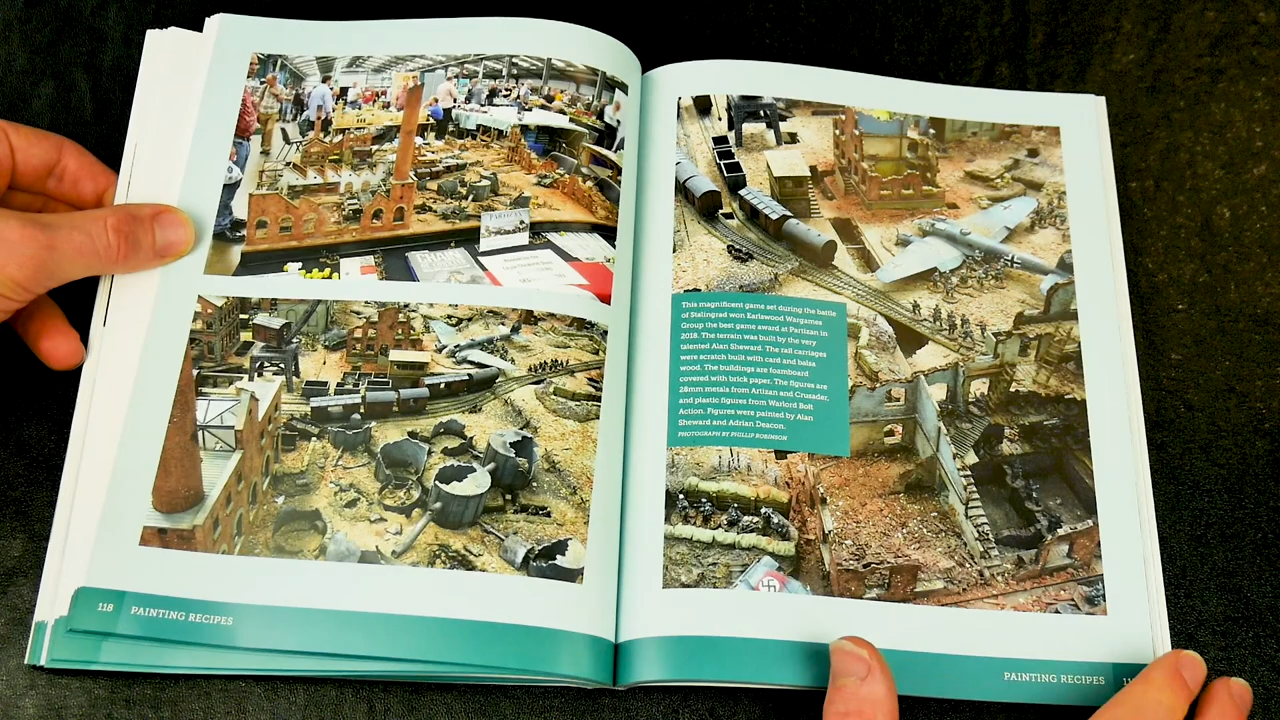 PARTIZAN
This magnificent game set during the battle
of Stalingrad won Earlswood Wargames
Group the best game award at Partizan in
2018. The terrain was built by the very
talented Alan Sheward. The rail carriages
were scratch built with card and balsa
wood. The buildings are foamboard
covered with brick paper. The figures are
28mm metals from Artizan and Crusader,
and plastic figures from Warlord Bolt
Action. Figures were painted by Alan
Sheward and Adrian Deacon.
PHOTOGRAPH BY PHILLIP ROBINSON
118 PAINTING RECIPES
PAINTING RECIPES